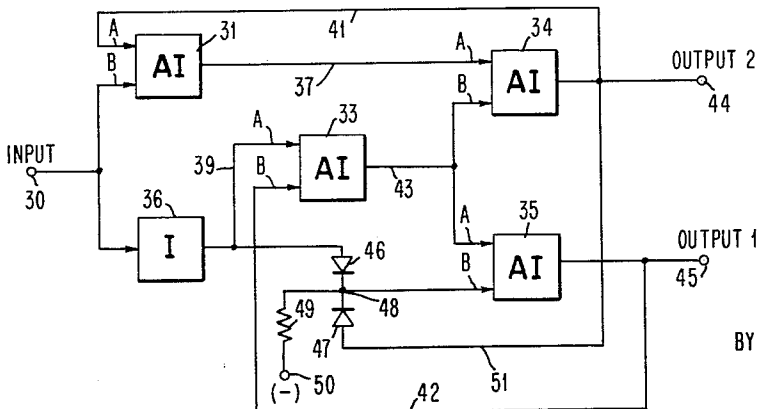 41
A
31
A
34
AI
AI
OUTPUT 2
B
37
B
44
33
A
INPUT
39
AI
B
43
30
36
A
35
I
46
AI
OUTPUT 1
B
45
49
48
47
BY
50
51
(-)
42